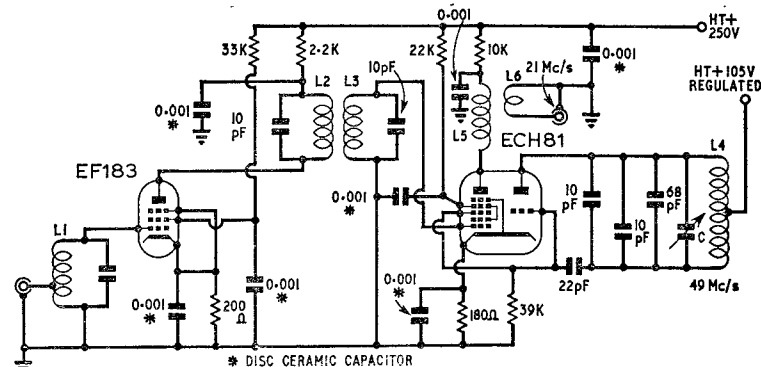 0.001
HT+
250V
33K
2·2K
22K
10K
0·001
*
10pF
L2
L3
L6
21 Mc/s
HT+105V
REGULATED
0·001
*
10
pF
L5
ECH81
L4
EF183
0·001
*
10
pF
10
pF
68
pF
C
L1
0·001
*
200
Ω
0·001
*
0·001
*
180Ω
39K
22pF
49 Mc/s
* DISC CERAMIC CAPACITOR